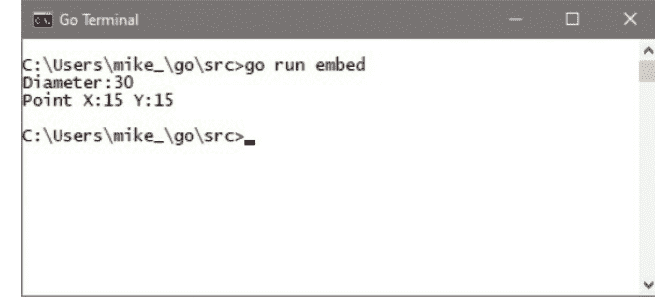 Go Terminal
C:\Users\mike_\go\src>go run embed
Diameter:30
Point X:15 Y:15
C:\Users\mike_\go\src>